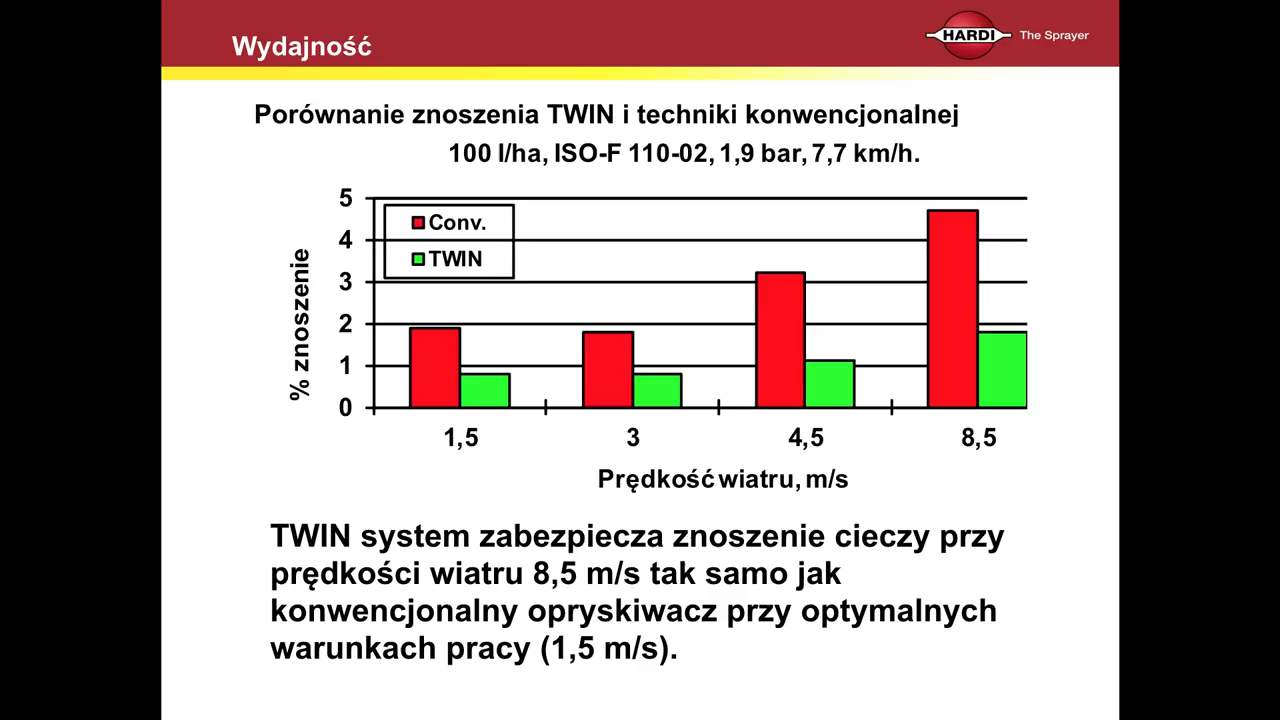 Wydajność
HARDI The Sprayer
Porównanie znoszenia TWIN i techniki konwencjonalnej
100 l/ha, ISO-F 110-02, 1,9 bar, 7,7 km/h.
5
4
3
2
1
0
% znoszenie
Conv.
TWIN
1,5 3 4,5 8,5
Prędkość wiatru, m/s
TWIN system zabezpiecza znoszenie cieczy przy
prędkości wiatru 8,5 m/s tak samo jak
konwencjonalny opryskiwacz przy optymalnych
warunkach pracy (1,5 m/s).